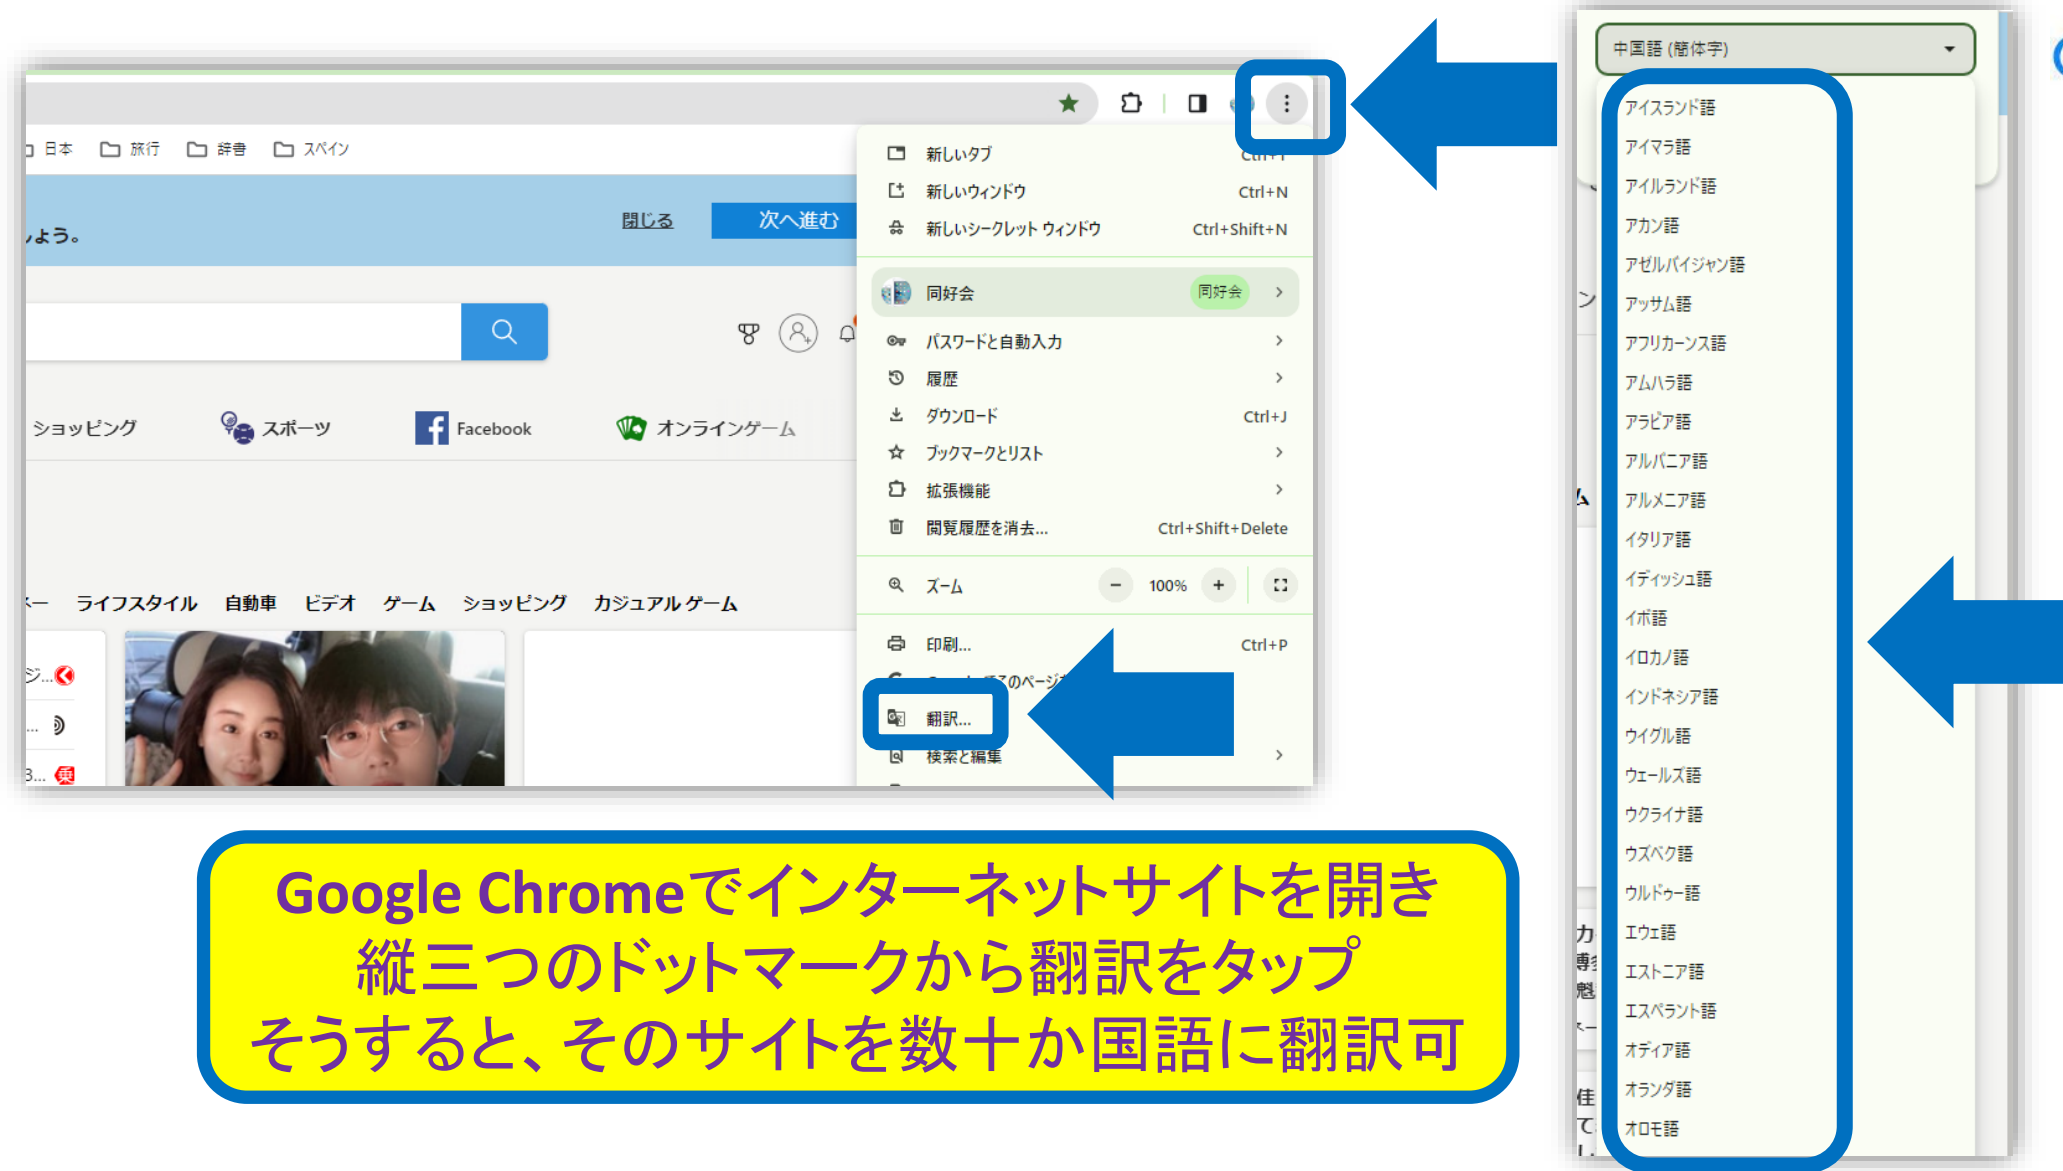 日本
旅行
辞書
スペイン
しょう。
閉じる
次へ進む
ショッピング
スポーツ
Facebook
オンラインゲーム
ライフスタイル 自動車 ビデオ ゲーム ショッピング カジュアル ゲーム
新しいタブ
新しいウィンドウ Ctrl+N
新しいシークレット ウィンドウ Ctrl+Shift+N
同好会 同好会
パスワードと自動入力
履歴
ダウンロード Ctrl+J
ブックマークとリスト
拡張機能
閲覧履歴を消去... Ctrl+Shift+Delete
ズーム - 100% +
印刷... Ctrl+P
翻訳...
検索と編集
Google Chromeでインターネットサイトを開き
縦三つのドットマークから翻訳をタップ
そうすると、そのサイトを数十か国語に翻訳可
中国語 (簡体字)
アイスランド語
アイマラ語
アイルランド語
アカン語
アゼルバイジャン語
アッサム語
アフリカーンス語
アムハラ語
アラビア語
アルバニア語
アルメニア語
イタリア語
イディッシュ語
イボ語
イロカノ語
インドネシア語
ウイグル語
ウェールズ語
ウクライナ語
ウズベク語
ウルドゥー語
エウェ語
エストニア語
エスペラント語
オディア語
オランダ語
オロモ語